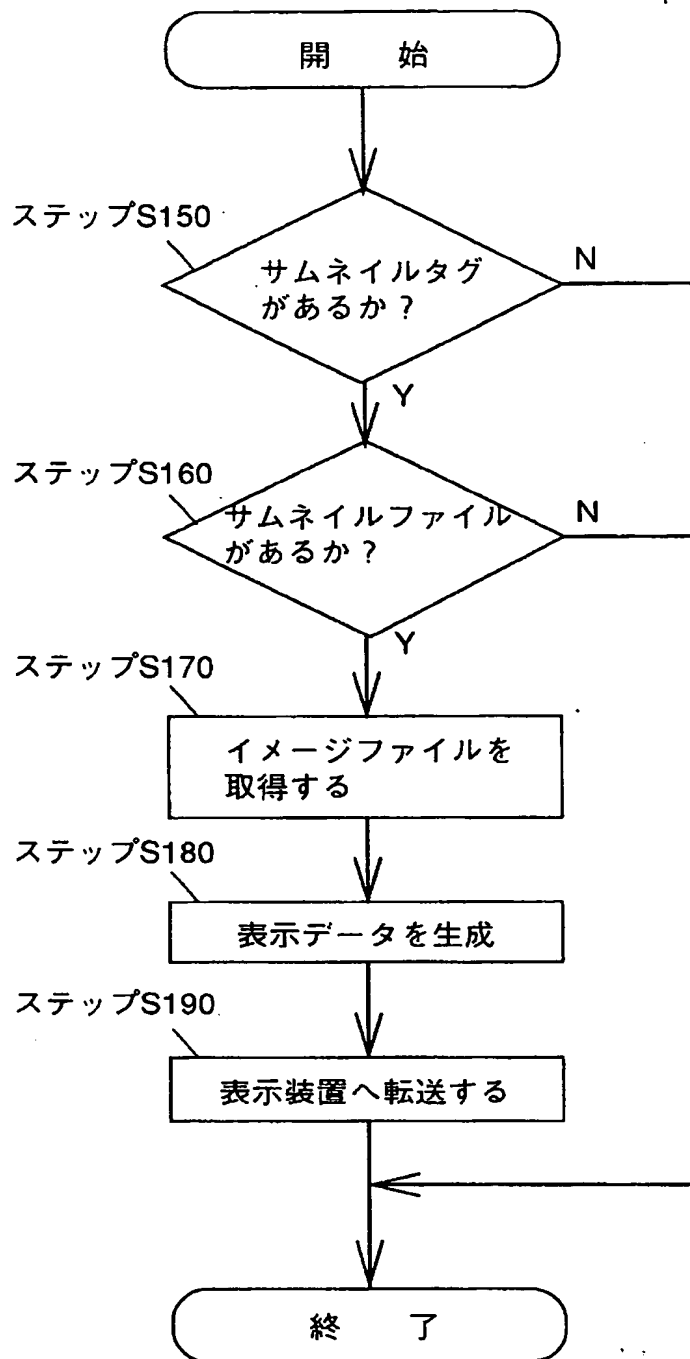 開　始
ステップS150
サムネイルタグ
があるか？
N
Y
ステップS160
サムネイルファイル
があるか？
N
Y
ステップS170
イメージファイルを
取得する
ステップS180
表示データを生成
ステップS190
表示装置へ転送する
終　了